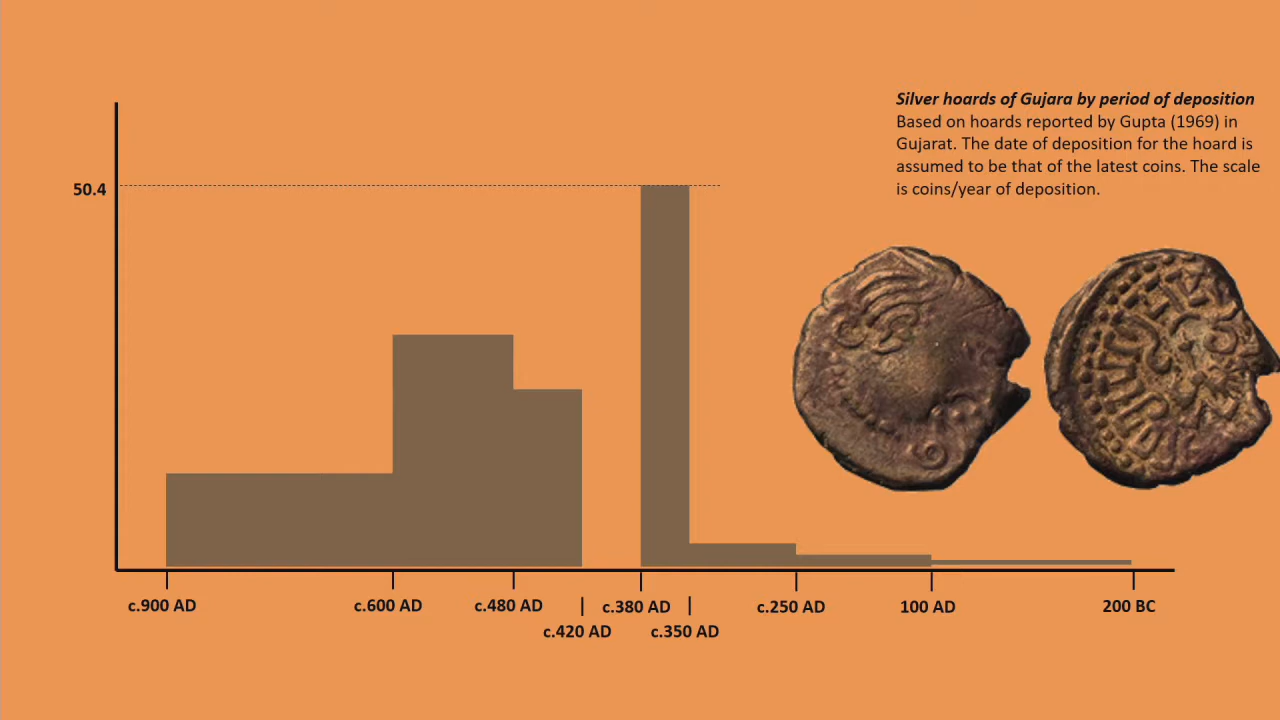 Silver hoards of Gujara by period of deposition
Based on hoards reported by Gupta (1969) in
Gujarat. The date of deposition for the hoard is
assumed to be that of the latest coins. The scale
is coins/year of deposition.
50.4
c.900 AD
c.600 AD
c.480 AD
c.420 AD
c.380 AD
c.350 AD
c.250 AD
100 AD
200 BC